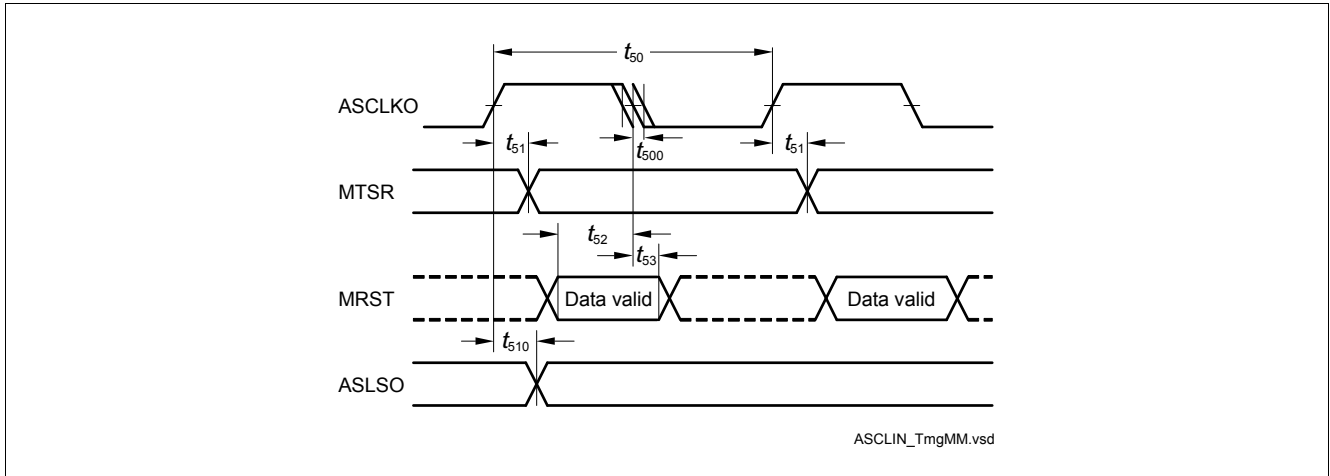 t50
ASCLKO
t51
t500
t51
MTSR
t52
t53
MRST
Data valid
Data valid
t510
ASLSO
ASCLIN_TmgMM.vsd